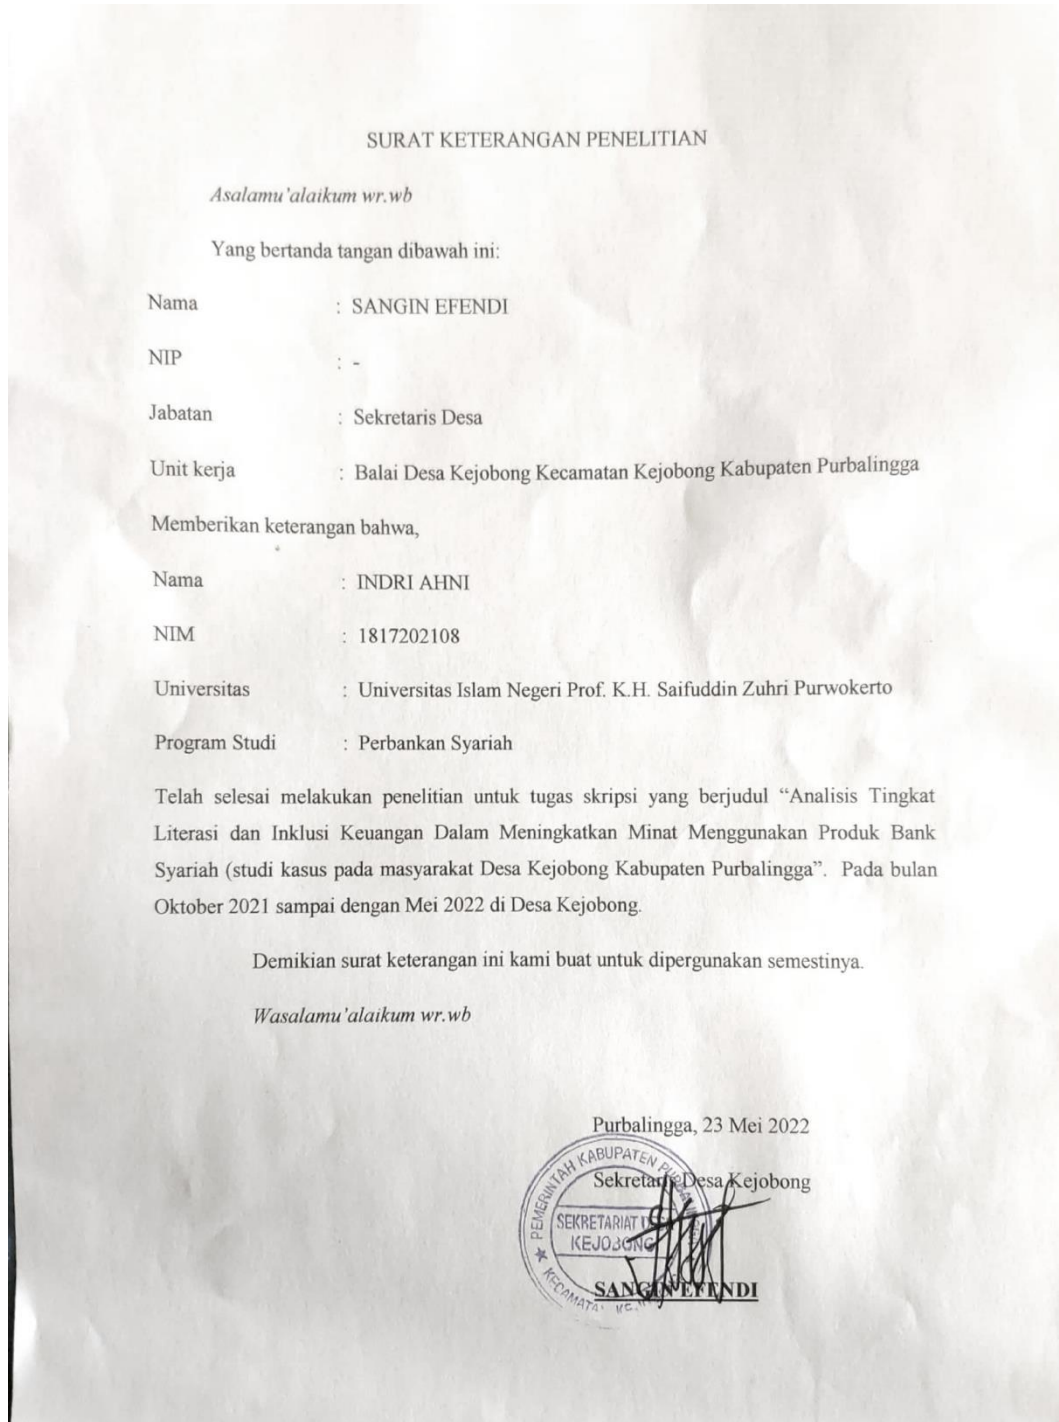 SURAT KETERANGAN PENELITIAN
Asalamu'alaikum wr.wb
Yang bertanda tangan dibawah ini:
Nama : SANGIN EFENDI
NIP : -
Jabatan : Sekretaris Desa
Unit kerja : Balai Desa Kejobong Kecamatan Kejobong Kabupaten Purbalingga
Memberikan keterangan bahwa,
Nama : INDRI AHNI
NIM : 1817202108
Universitas : Universitas Islam Negeri Prof. K.H. Saifuddin Zuhri Purwokerto
Program Studi : Perbankan Syariah
Telah selesai melakukan penelitian untuk tugas skripsi yang berjudul “Analisis Tingkat
Literasi dan Inklusi Keuangan Dalam Meningkatkan Minat Menggunakan Produk Bank
Syariah (studi kasus pada masyarakat Desa Kejobong Kabupaten Purbalingga”. Pada bulan
Oktober 2021 sampai dengan Mei 2022 di Desa Kejobong.
Demikian surat keterangan ini kami buat untuk dipergunakan semestinya.
Wasalamu'alaikum wr.wb
Purbalingga, 23 Mei 2022
Sekretaris Desa Kejobong
PEMERINTAH KABUPATEN
SEKRETARIAT
KEJOBONG
KECAMATAN
SANGIN EFENDI